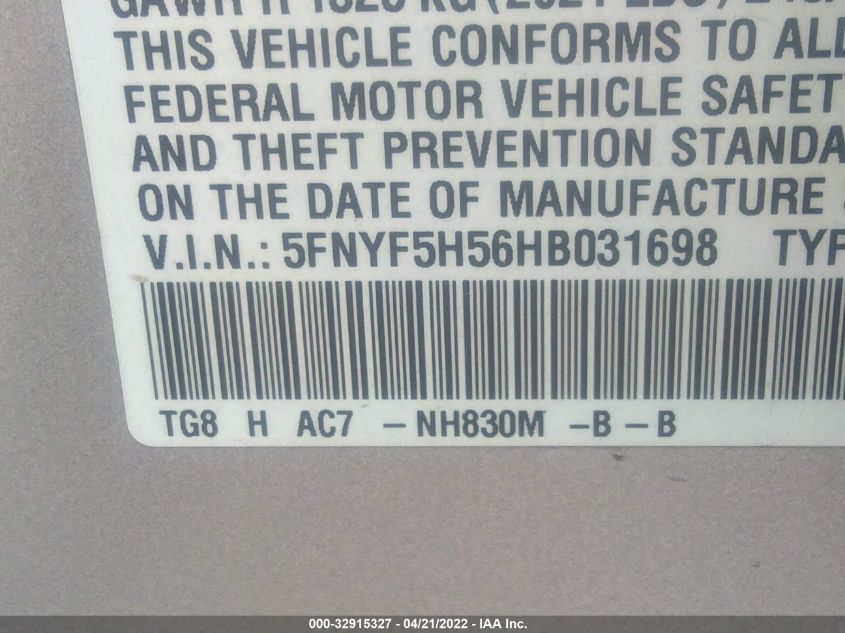 THIS VEHICLE CONFORMS TO ALL
FEDERAL MOTOR VEHICLE SAFETY
AND THEFT PREVENTION STANDA
ON THE DATE OF MANUFACTURE
V.I.N.: 5FNYF5H56HB031698 TYP
TG8 H AC7 - NH830M - B - B
000-32915327 - 04/21/2022 - IAA Inc.